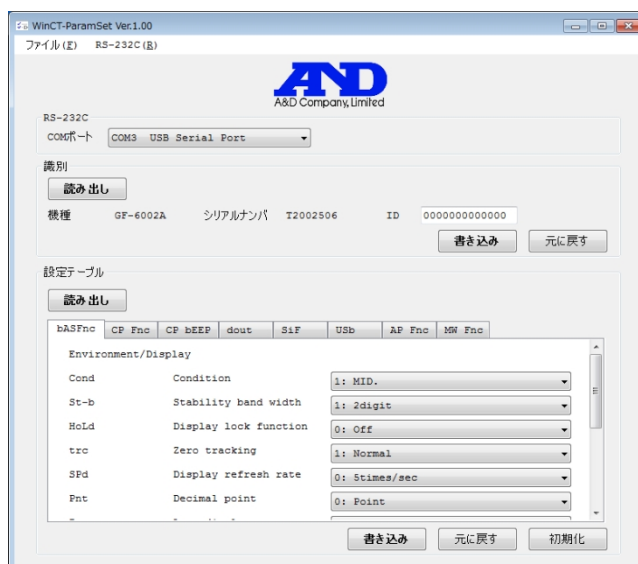 WinCT-ParamSet Ver.1.00
ファイル(F) RS-232C(R)
AND
A&D Company, Limited
RS-232C
COMポート COM3 USB Serial Port
識別
読み出し
機種 GF-6002A シリアルナンバ T2002506 ID 0000000000000
書き込み 元に戻す
設定テーブル
読み出し
bASFnc CP Fnc CP bEEP dout SiF USb AP Fnc MW Fnc
Environment/Display
Cond Condition 1: MID.
St-b Stability band width 1: 2digit
HoLd Display lock function 0: Off
trc Zero tracking 1: Normal
SPd Display refresh rate 0: 5times/sec
Pnt Decimal point 0: Point
書き込み 元に戻す 初期化